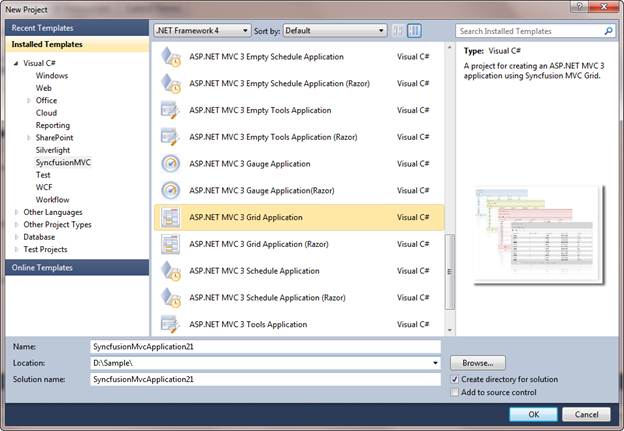 New Project
Recent Templates
.NET Framework 4
Sort by:
Default
Search Installed Templates
Installed Templates
Visual C#
Windows
Web
Office
Cloud
Reporting
SharePoint
Silverlight
SyncfusionMVC
Test
WCF
Workflow
Other Languages
Other Project Types
Database
Test Projects
Online Templates
ASP.NET MVC 3 Empty Schedule Application Visual C#
ASP.NET MVC 3 Empty Schedule Application (Razor) Visual C#
ASP.NET MVC 3 Empty Tools Application Visual C#
ASP.NET MVC 3 Empty Tools Application (Razor) Visual C#
ASP.NET MVC 3 Gauge Application Visual C#
ASP.NET MVC 3 Gauge Application(Razor) Visual C#
ASP.NET MVC 3 Grid Application Visual C#
ASP.NET MVC 3 Grid Application (Razor) Visual C#
ASP.NET MVC 3 Schedule Application Visual C#
ASP.NET MVC 3 Schedule Application (Razor) Visual C#
ASP.NET MVC 3 Tools Application Visual C#
Type: Visual C#
A project for creating an ASP.NET MVC 3
application using Syncfusion MVC Grid.
Name: SyncfusionMvcApplication21
Location: D:\Sample\
Browse...
Solution name: SyncfusionMvcApplication21
Create directory for solution
Add to source control
OK
Cancel